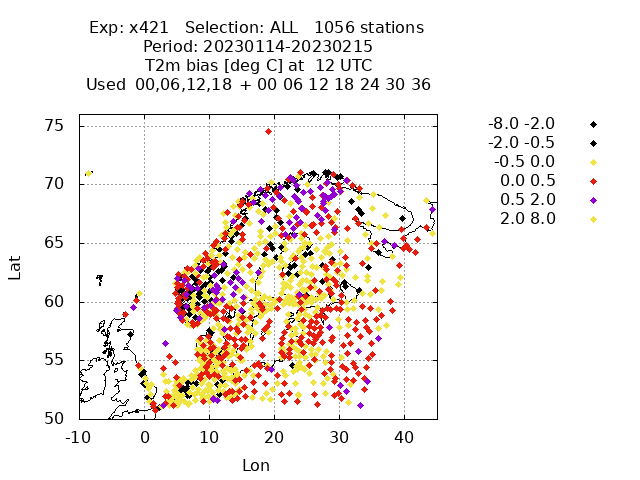 Exp: x421   Selection: ALL   1056 stations
Period: 20230114-20230215
T2m bias [deg C] at  12 UTC
Used  00,06,12,18 + 00 06 12 18 24 30 36
-8.0 -2.0
-2.0 -0.5
-0.5 0.0
0.0 0.5
0.5 2.0
2.0 8.0
75
70
65
60
55
50
Lat
-10 0 10 20 30 40
Lon